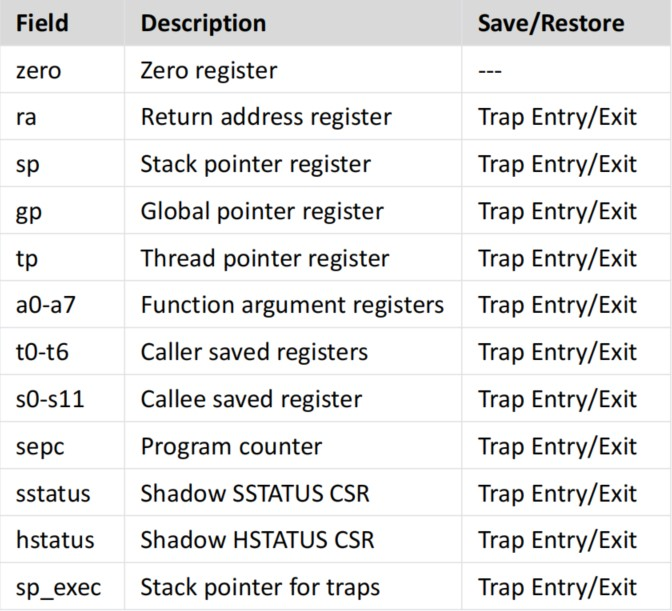 Field Description Save/Restore
zero Zero register ---
ra Return address register Trap Entry/Exit
sp Stack pointer register Trap Entry/Exit
gp Global pointer register Trap Entry/Exit
tp Thread pointer register Trap Entry/Exit
a0-a7 Function argument registers Trap Entry/Exit
t0-t6 Caller saved registers Trap Entry/Exit
s0-s11 Callee saved register Trap Entry/Exit
sepc Program counter Trap Entry/Exit
sstatus Shadow SSTATUS CSR Trap Entry/Exit
hstatus Shadow HSTATUS CSR Trap Entry/Exit
sp_exec Stack pointer for traps Trap Entry/Exit